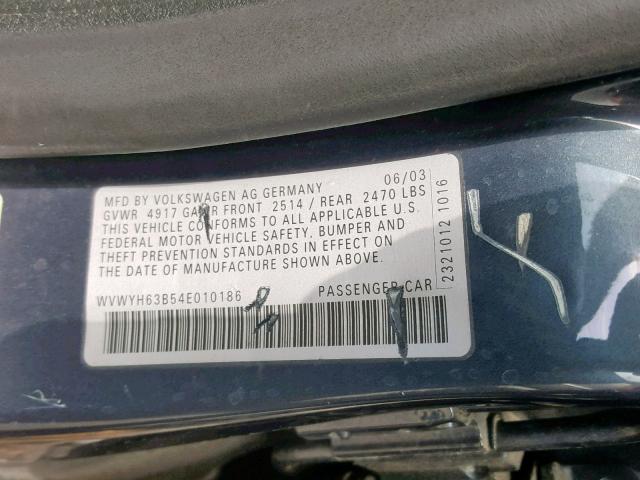 MFD BY VOLKSWAGEN AG GERMANY 06/03
GVWR 4917 GAWR FRONT 2514 / REAR 2470 LBS
THIS VEHICLE CONFORMS TO ALL APPLICABLE U.S.
FEDERAL MOTOR VEHICLE SAFETY, BUMPER AND
THEFT PREVENTION STANDARDS IN EFFECT ON
THE DATE OF MANUFACTURE SHOWN ABOVE.
WVWYH63B54E010186 PASSENGER CAR
2321012 1016